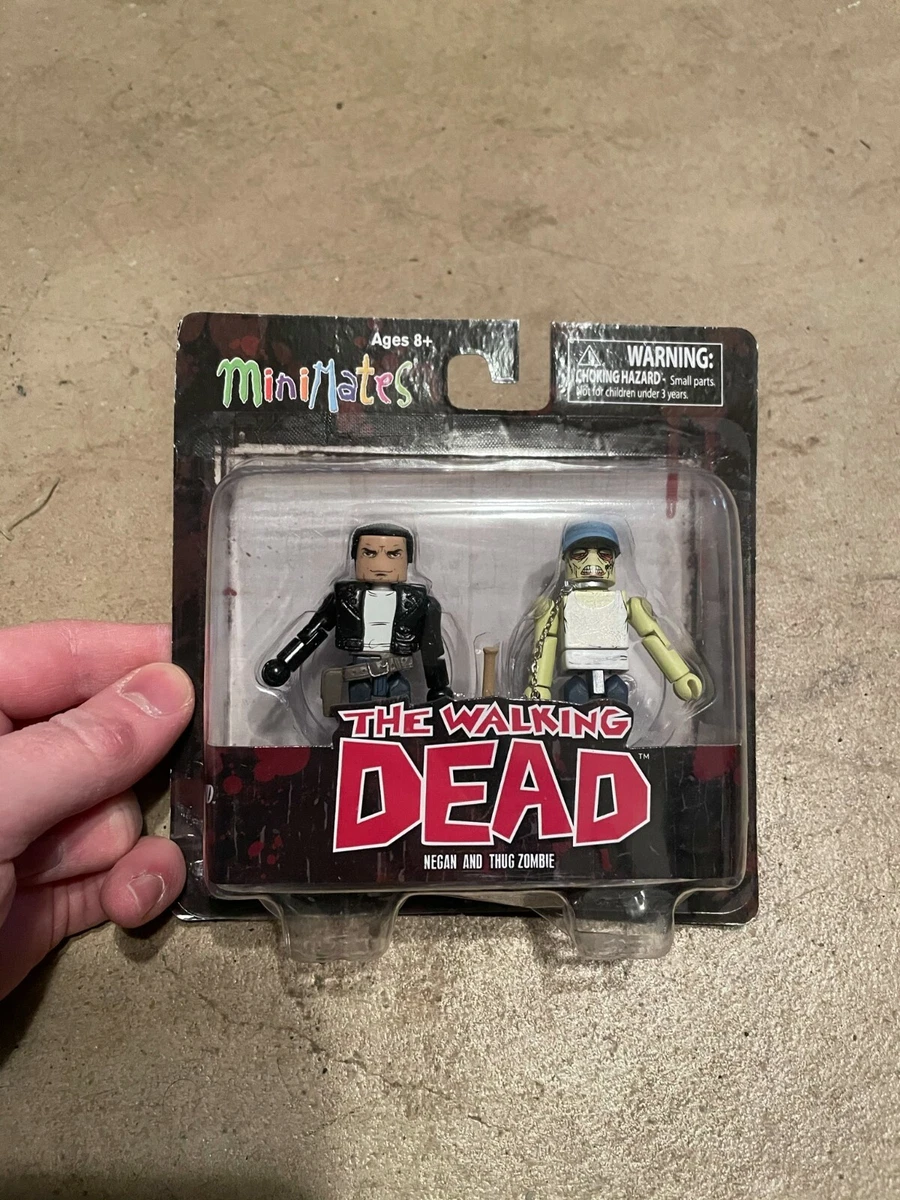 Ages 8+
MiniMates
WARNING:
CHOKING HAZARD - Small parts.
Not for children under 3 years.
THE WALKING
DEAD™
NEGAN AND THUG ZOMBIE